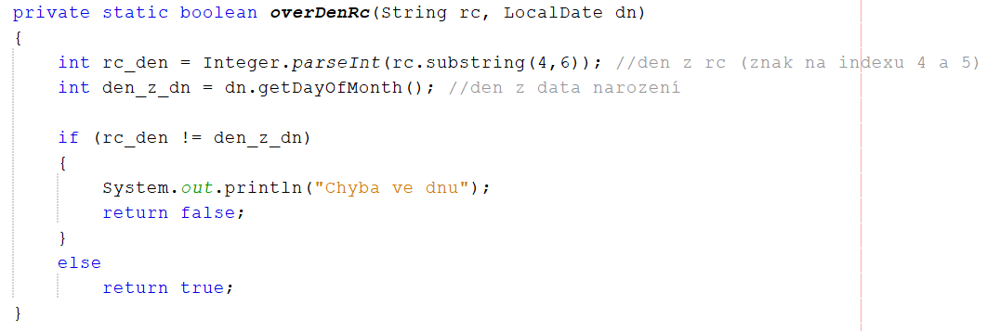 private static boolean overDenRc(String rc, LocalDate dn)
{
    int rc_den = Integer.parseInt(rc.substring(4,6)); //den z rc (znak na indexu 4 a 5)
    int den_z_dn = dn.getDayOfMonth(); //den z data narození

    if (rc_den != den_z_dn)
    {
        System.out.println("Chyba ve dnu");
        return false;
    }
    else
        return true;
}